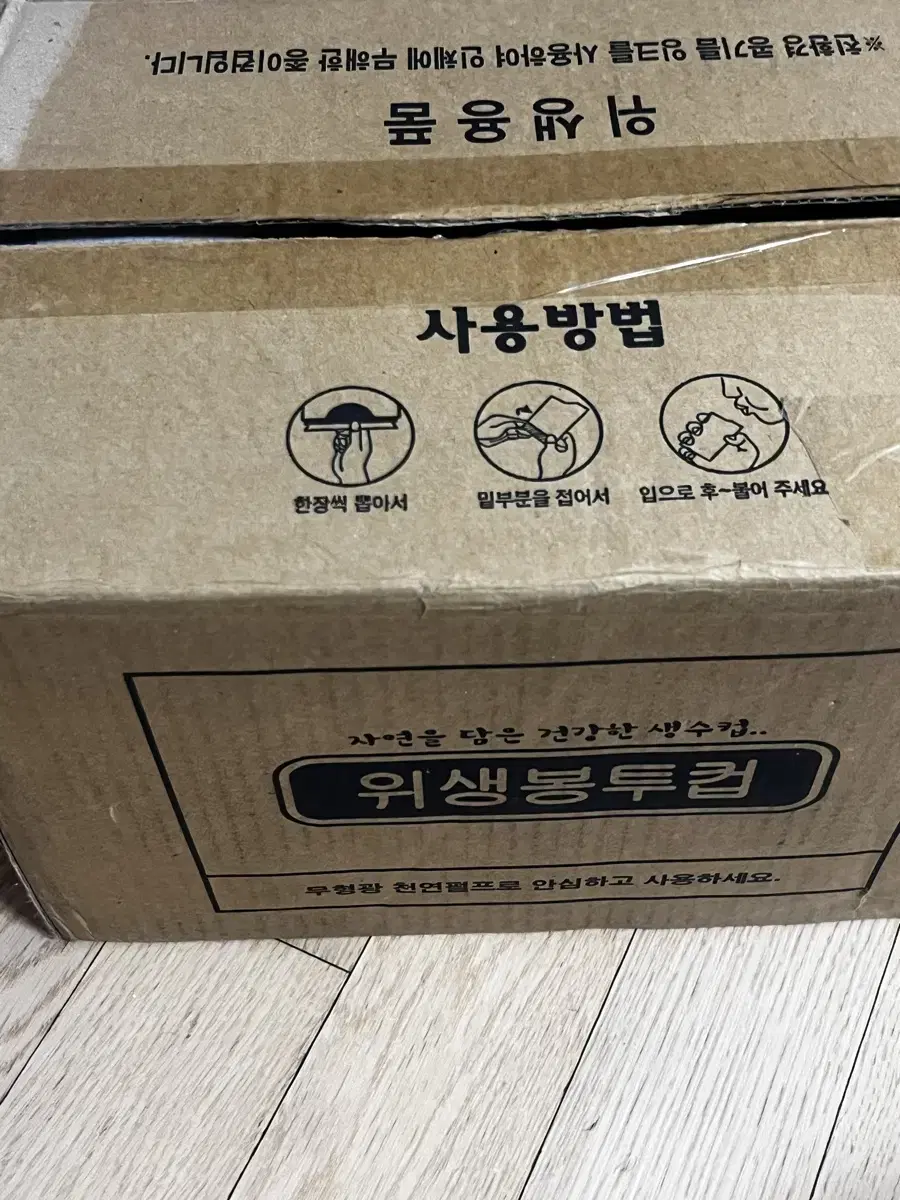 ※친환경 콩기름 잉크를 사용하여 인체에 무해한 종이컵입니다.
위생용품
사용방법
한장씩 뽑아서
밑부분을 접어서
입으로 후~불어 주세요
자연을 담은 건강한 생수컵..
위생봉투컵
무형광 천연펄프로 안심하고 사용하세요.